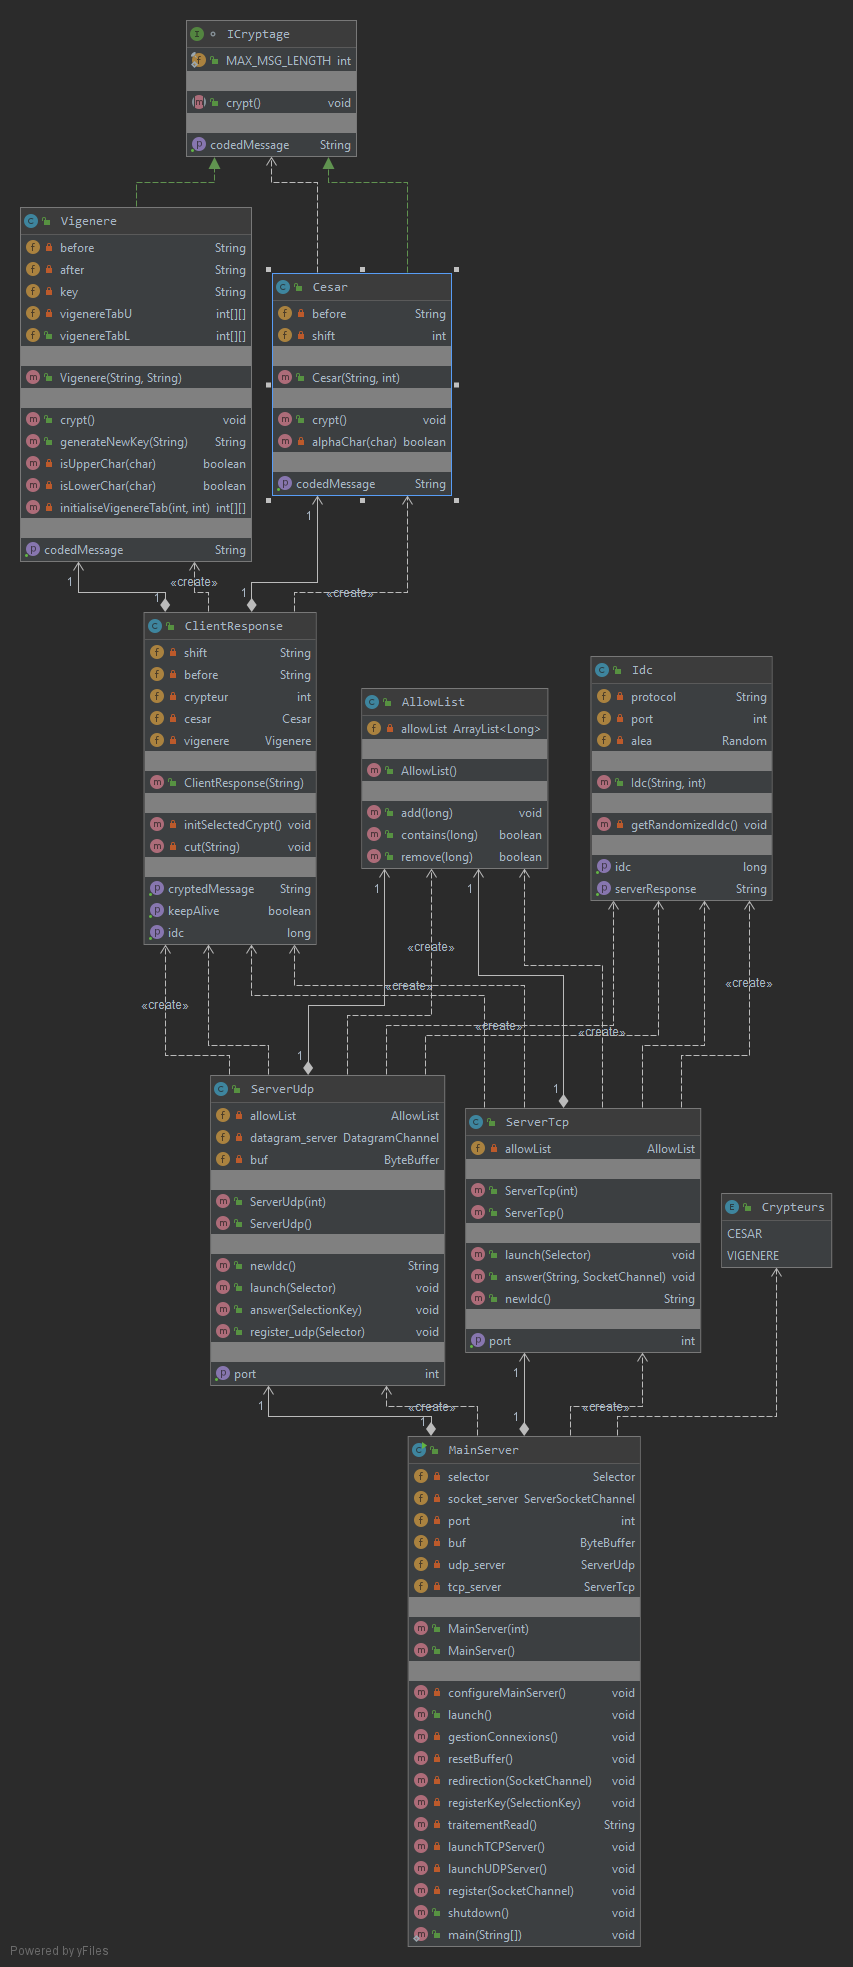 ICryptage
MAX_MSG_LENGTH int
crypt() void
codedMessage String
Vigenere
before String
after String
key String
vigenereTabU int[][]
vigenereTabL int[][]
Vigenere(String, String)
crypt() void
generateNewKey(String) String
isUpperChar(char) boolean
isLowerChar(char) boolean
initialiseVigenereTab(int, int) int[][]
codedMessage String
Cesar
before String
shift int
Cesar(String, int)
crypt() void
alphaChar(char) boolean
codedMessage String
1
1
«create»
1
1
«create»
ClientResponse
shift String
before String
crypteur int
cesar Cesar
vigenere Vigenere
ClientResponse(String)
initSelectedCrypt() void
cut(String) void
cryptedMessage String
keepAlive boolean
idc long
AllowList
allowList ArrayList<Long>
AllowList()
add(long) void
contains(long) boolean
remove(long) boolean
Idc
protocol String
port int
alea Random
Idc(String, int)
getRandomizedIdc() void
idc long
serverResponse String
1
1
«create»
«create»
«create»
«create»
«create»
«create»
1
1
ServerUdp
allowList AllowList
datagram_server DatagramChannel
buf ByteBuffer
ServerUdp(int)
ServerUdp()
newIdc() String
launch(Selector) void
answer(SelectionKey) void
register_udp(Selector) void
port int
ServerTcp
allowList AllowList
ServerTcp(int)
ServerTcp()
launch(Selector) void
answer(String, SocketChannel) void
newIdc() String
port int
Crypteurs
CESAR
VIGENERE
1
1
«create»
1
1
«create»
MainServer
selector Selector
socket_server ServerSocketChannel
port int
buf ByteBuffer
udp_server ServerUdp
tcp_server ServerTcp
MainServer(int)
MainServer()
configureMainServer() void
launch() void
gestionConnexions() void
resetBuffer() void
redirection(SocketChannel) void
registerKey(SelectionKey) void
traitementRead() String
launchTCPServer() void
launchUDPServer() void
register(SocketChannel) void
shutdown() void
main(String[]) void
Powered by yFiles